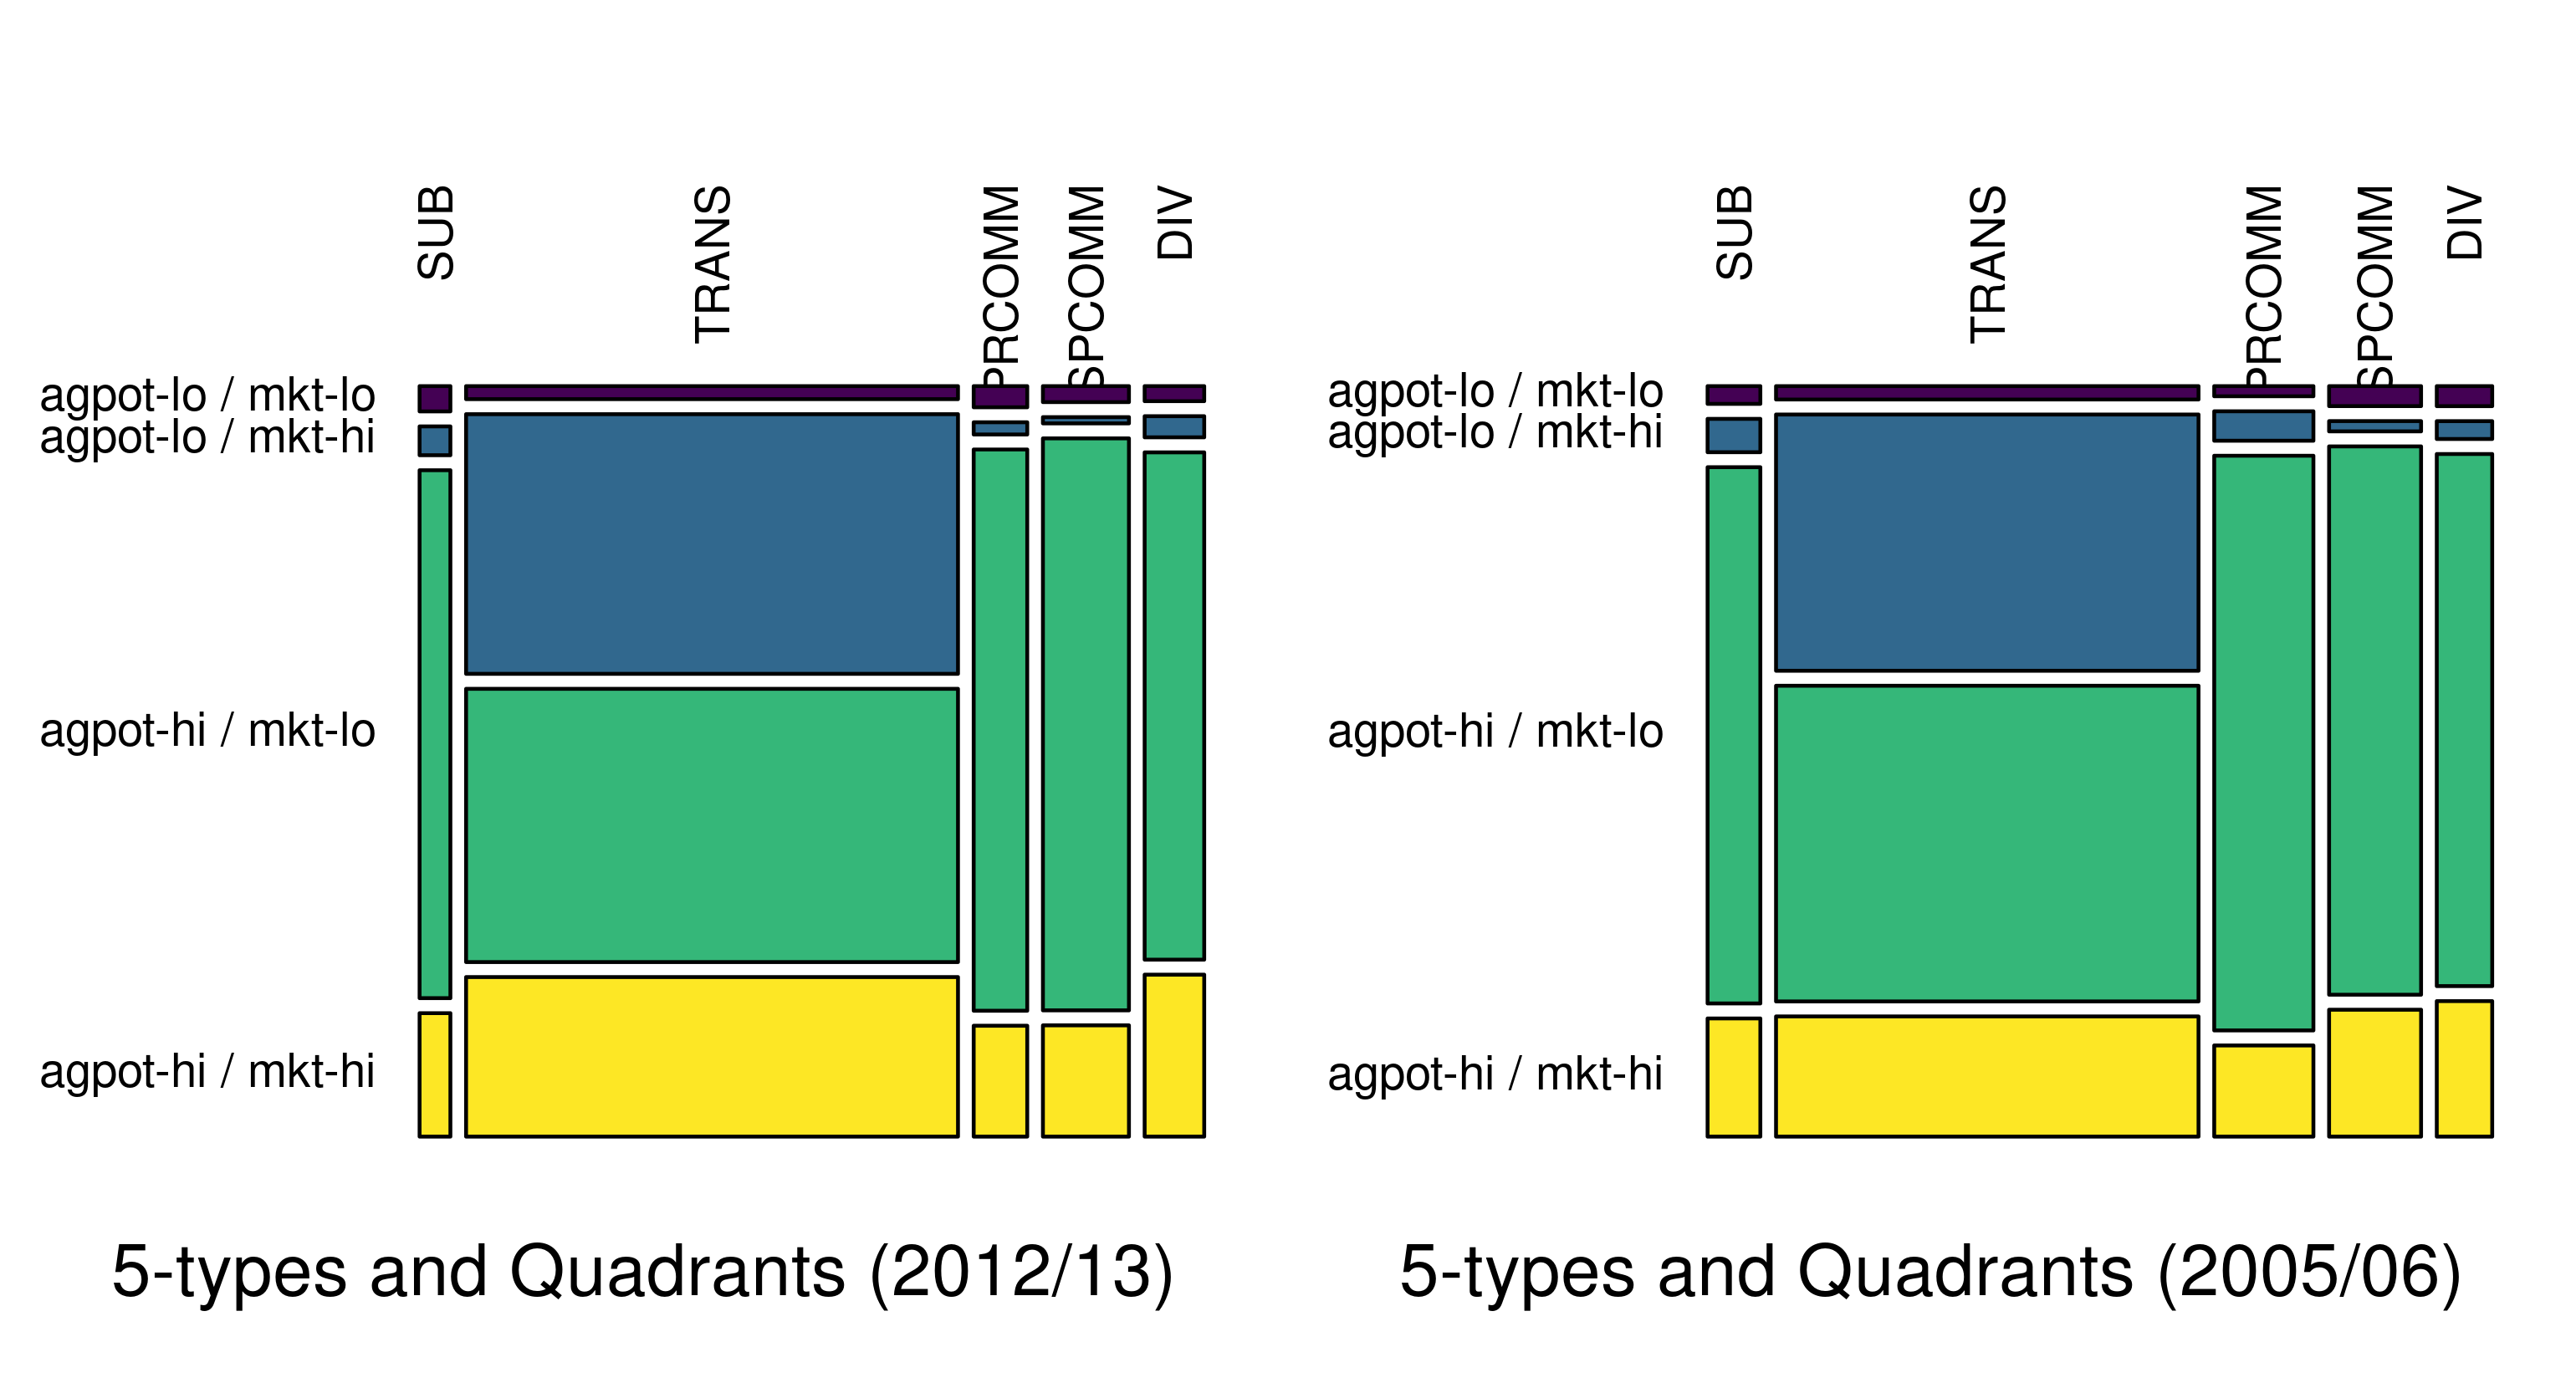 SUB
TRANS
PRCOMM
SPCOMM
DIV
agpot-lo / mkt-lo
agpot-lo / mkt-hi
agpot-hi / mkt-lo
agpot-hi / mkt-hi
5-types and Quadrants (2012/13)
SUB
TRANS
PRCOMM
SPCOMM
DIV
agpot-lo / mkt-lo
agpot-lo / mkt-hi
agpot-hi / mkt-lo
agpot-hi / mkt-hi
5-types and Quadrants (2005/06)